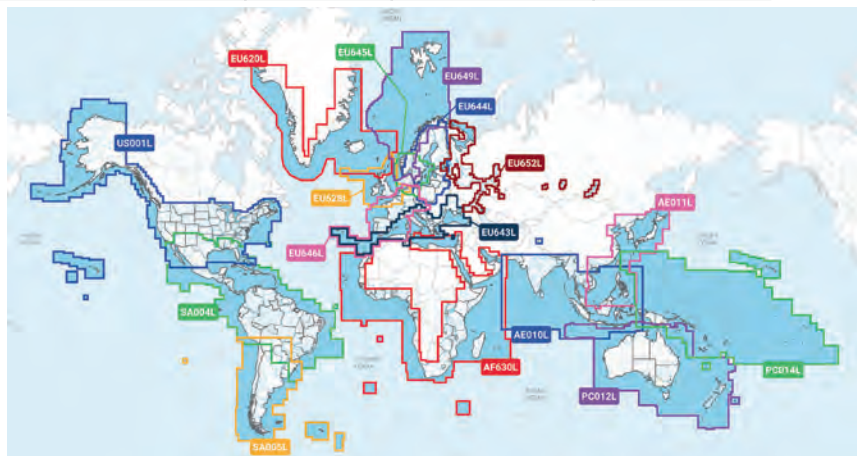 EU620L
EU645L
EU649L
EU644L
US001L
EU652L
EU628L
AE011L
EU646L
EU643L
SA004L
AE010L
AF630L
PC014L
PC012L
SA005L